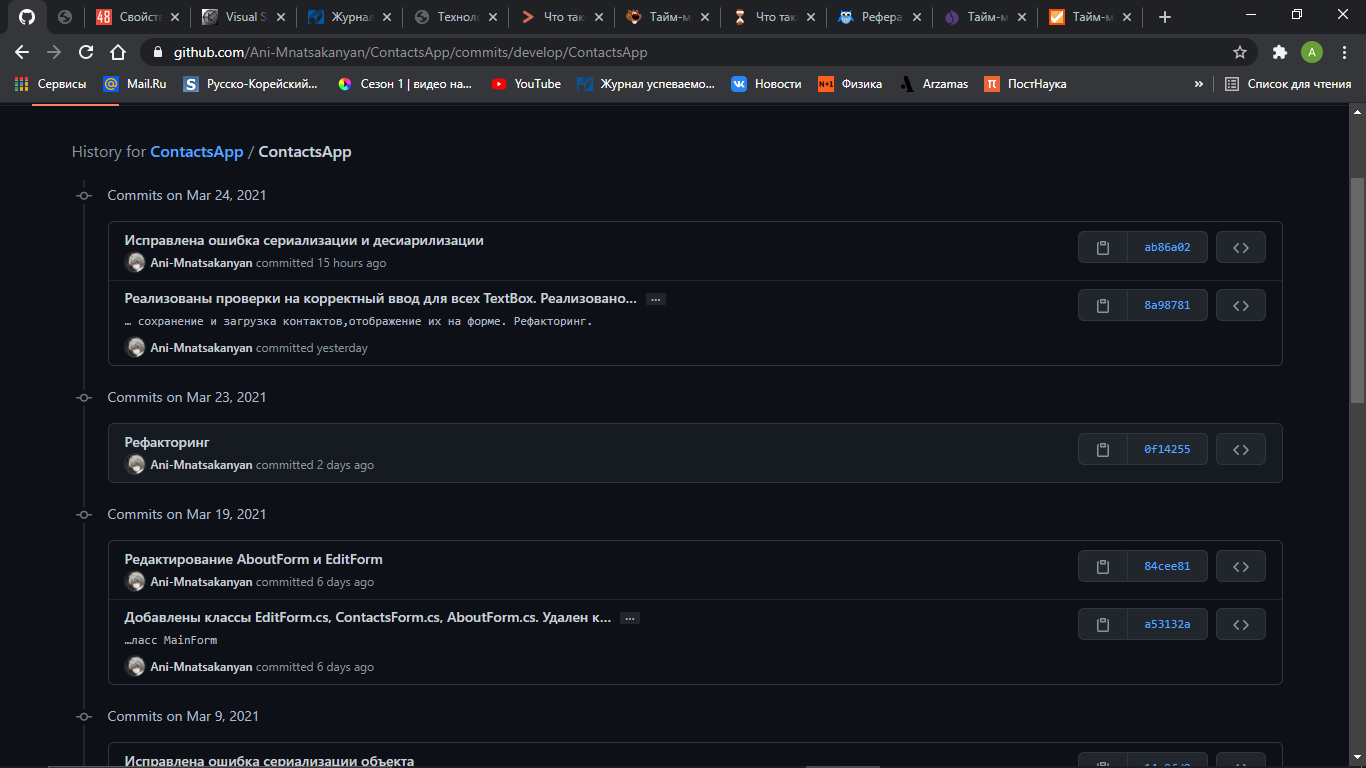 48 Свойст
Visual S
Журнал
Технол
Что так
Тайм-м
Что так
Рефера
Тайм-м
Тайм-м
github.com/Ani-Mnatsakanyan/ContactsApp/commits/develop/ContactsApp
A
Сервисы
@ Mail.Ru
S Русско-Корейский...
Сезон 1 | видео на...
YouTube
Журнал успеваемо...
Новости
N+1 Физика
Arzamas
π ПостНаука
»
Список для чтения
History for ContactsApp / ContactsApp
Commits on Mar 24, 2021
Исправлена ошибка сериализации и десиарилизации
ab86a02
Ani-Mnatsakanyan committed 15 hours ago
Реализованы проверки на корректный ввод для всех TextBox. Реализовано... …
8a98781
… сохранение и загрузка контактов,отображение их на форме. Рефакторинг.
Ani-Mnatsakanyan committed yesterday
Commits on Mar 23, 2021
Рефакторинг
0f14255
Ani-Mnatsakanyan committed 2 days ago
Commits on Mar 19, 2021
Редактирование AboutForm и EditForm
84cee81
Ani-Mnatsakanyan committed 6 days ago
Добавлены классы EditForm.cs, ContactsForm.cs, AboutForm.cs. Удален к... …
a53132a
…ласс MainForm
Ani-Mnatsakanyan committed 6 days ago
Commits on Mar 9, 2021
Исправлена ошибка сериализации объекта